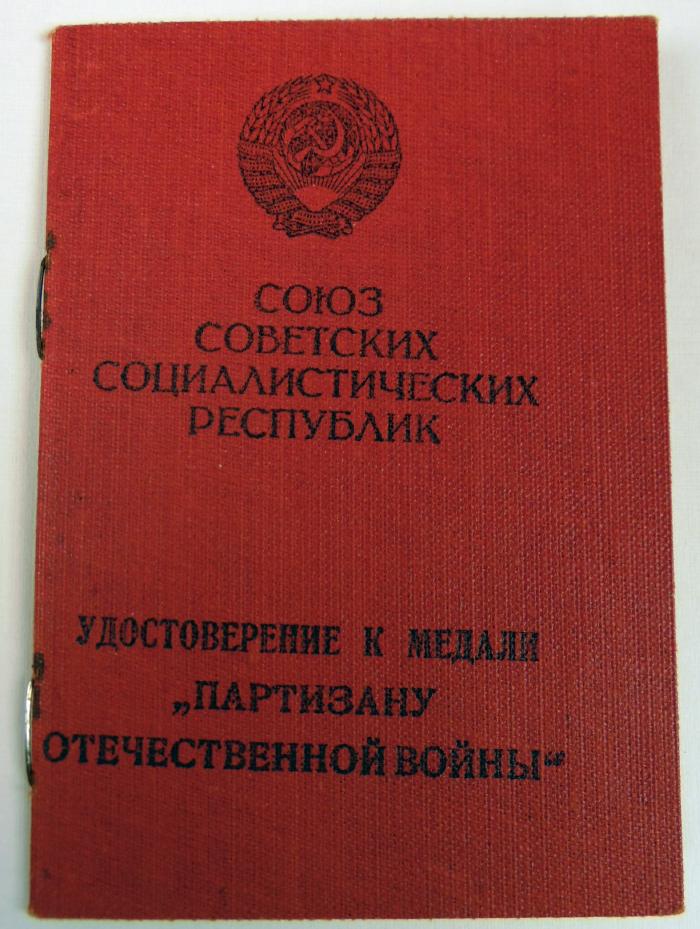 СОЮЗ
СОВЕТСКИХ
СОЦИАЛИСТИЧЕСКИХ
РЕСПУБЛИК
УДОСТОВЕРЕНИЕ К МЕДАЛИ
„ПАРТИЗАНУ
ОТЕЧЕСТВЕННОЙ ВОЙНЫ“